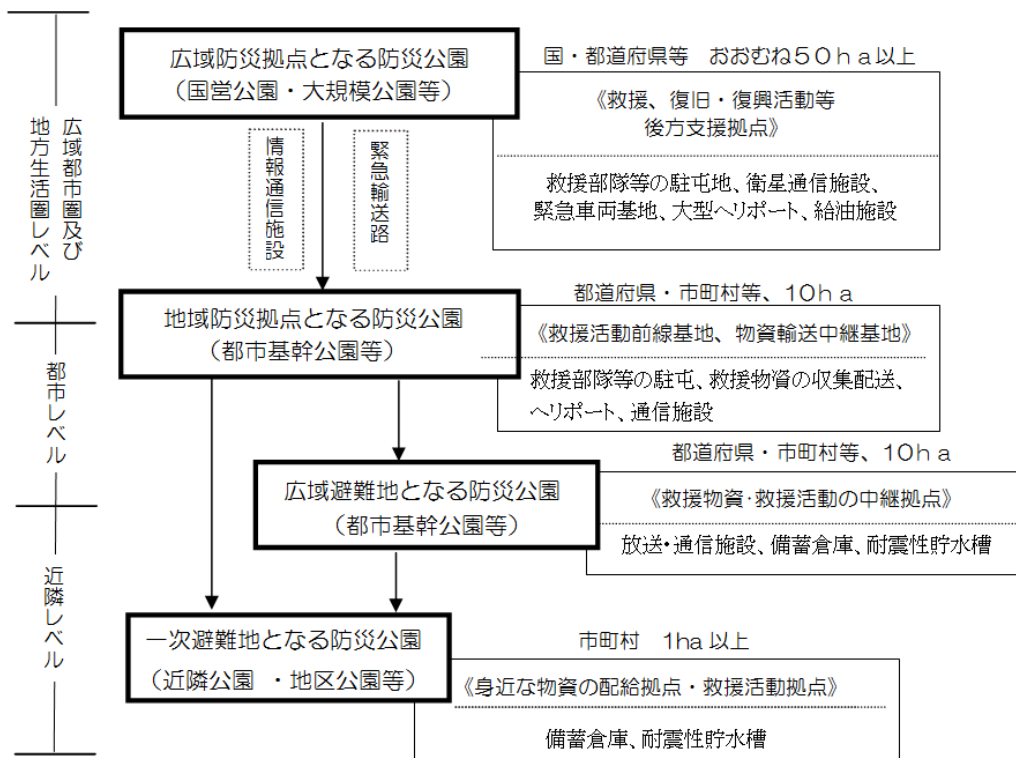 広域都市圏及び
地方生活圏レベル
都市レベル
近隣レベル
広域防災拠点となる防災公園
（国営公園・大規模公園等）
国・都道府県等　おおむね５０ｈａ以上
《救援、復旧・復興活動等
後方支援拠点》
救援部隊等の駐屯地、衛星通信施設、
緊急車両基地、大型ヘリポート、給油施設
情報通信施設
緊急輸送路
地域防災拠点となる防災公園
（都市基幹公園等）
都道府県・市町村等、１０ｈａ
《救援活動前線基地、物資輸送中継基地》
救援部隊等の駐屯、救援物資の収集配送、
ヘリポート、通信施設
広域避難地となる防災公園
（都市基幹公園等）
都道府県・市町村等、１０ｈａ
《救援物資･救援活動の中継拠点》
放送･通信施設、備蓄倉庫、耐震性貯水槽
一次避難地となる防災公園
（近隣公園　・地区公園等）
市町村　1ha 以上
《身近な物資の配給拠点・救援活動拠点》
備蓄倉庫、耐震性貯水槽